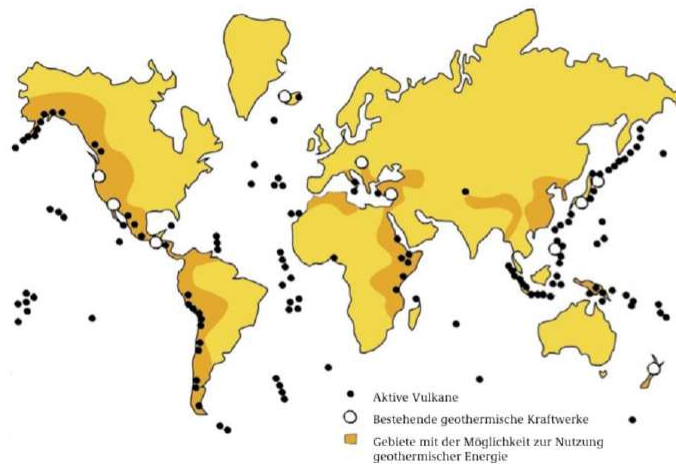 Aktive Vulkane
Bestehende geothermische Kraftwerke
Gebiete mit der Möglichkeit zur Nutzung
geothermischer Energie